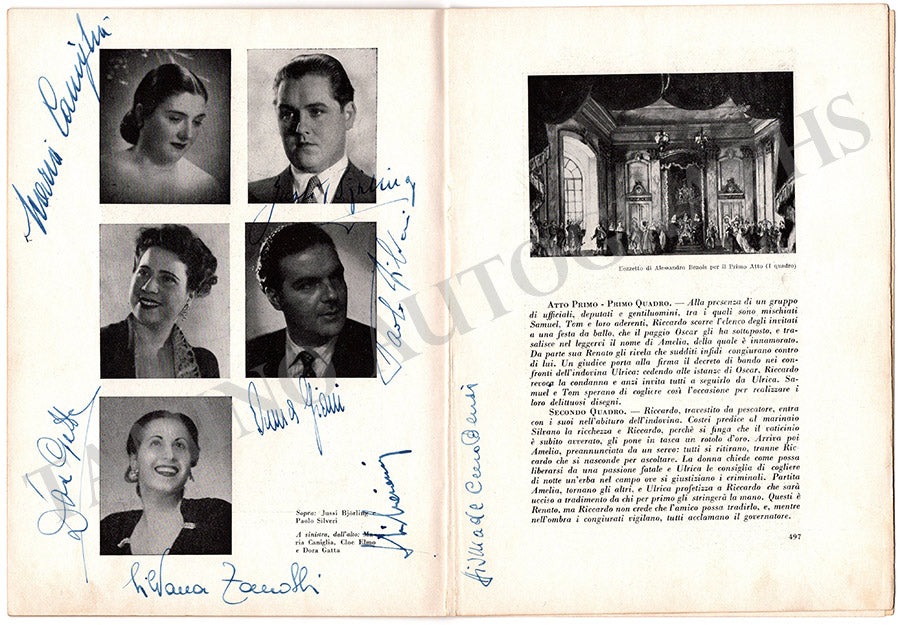 Maria Caniglia
Jussi Björling
Paolo Silveri
Dora Gatta
Silvana Zanolli
Sopra: Jussi Björling e
Paolo Silveri
A sinistra, dall'alto: Ma-
ria Caniglia, Cloe Elmo
e Dora Gatta
TAMINO AUTOGRAPHS
Bozzetto di Alessandro Benois per il Primo Atto (I quadro)
Atto Primo - Primo Quadro. — Alla presenza di un gruppo
di ufficiali, deputati e gentiluomini, tra i quali sono mischiati
Samuel, Tom e loro aderenti, Riccardo scorre l'elenco degli invitati
a una festa da ballo, che il paggio Oscar gli ha sottoposto, e tra-
salisce nel leggervi il nome di Amelia, della quale è innamorato.
Da parte sua Renato gli rivela che sudditi infidi congiurano contro
di lui. Un giudice porta alla firma il decreto di bando nei con-
fronti dell'indovina Ulrica: cedendo alle istanze di Oscar, Riccardo
revoca la condanna e anzi invita tutti a seguirlo da Ulrica. Sa-
muel e Tom sperano di cogliere così l'occasione per realizzare i
loro delittuosi disegni.
Secondo Quadro. — Riccardo, travestito da pescatore, entra
con i suoi nell'abituro dell'indovina. Costei predice al marinaio
Silvano la ricchezza e Riccardo, perchè si finga che il vaticinio
è subito avverato, gli pone in tasca un rotolo d'oro. Arriva poi
Amelia, preannunziata da un servo: tutti si ritirano, tranne Ric-
cardo che si nasconde per ascoltare. La donna chiede come possa
liberarsi da una passione fatale e Ulrica le consiglia di cogliere
di notte un'erba nel campo ove si giustiziano i criminali. Partita
Amelia, tornano gli altri, e Ulrica profetizza a Riccardo che sarà
ucciso a tradimento da chi per primo gli stringerà la mano. Questi è
Renato, ma Riccardo non crede che l'amico possa tradirlo, e, mentre
nell'ombra i congiurati vigilano, tutti acclamano il governatore.
497